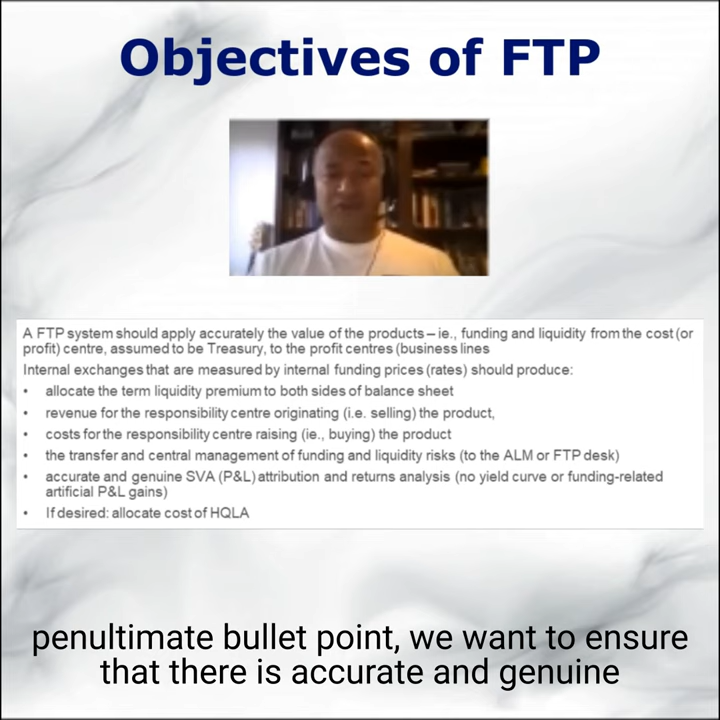 Objectives of FTP
A FTP system should apply accurately the value of the products – ie., funding and liquidity from the cost (or
profit) centre, assumed to be Treasury, to the profit centres (business lines
Internal exchanges that are measured by internal funding prices (rates) should produce:
• allocate the term liquidity premium to both sides of balance sheet
• revenue for the responsibility centre originating (i.e. selling) the product,
• costs for the responsibility centre raising (ie., buying) the product
• the transfer and central management of funding and liquidity risks (to the ALM or FTP desk)
• accurate and genuine SVA (P&L) attribution and returns analysis (no yield curve or funding-related
artificial P&L gains)
• If desired: allocate cost of HQLA
penultimate bullet point, we want to ensure
that there is accurate and genuine